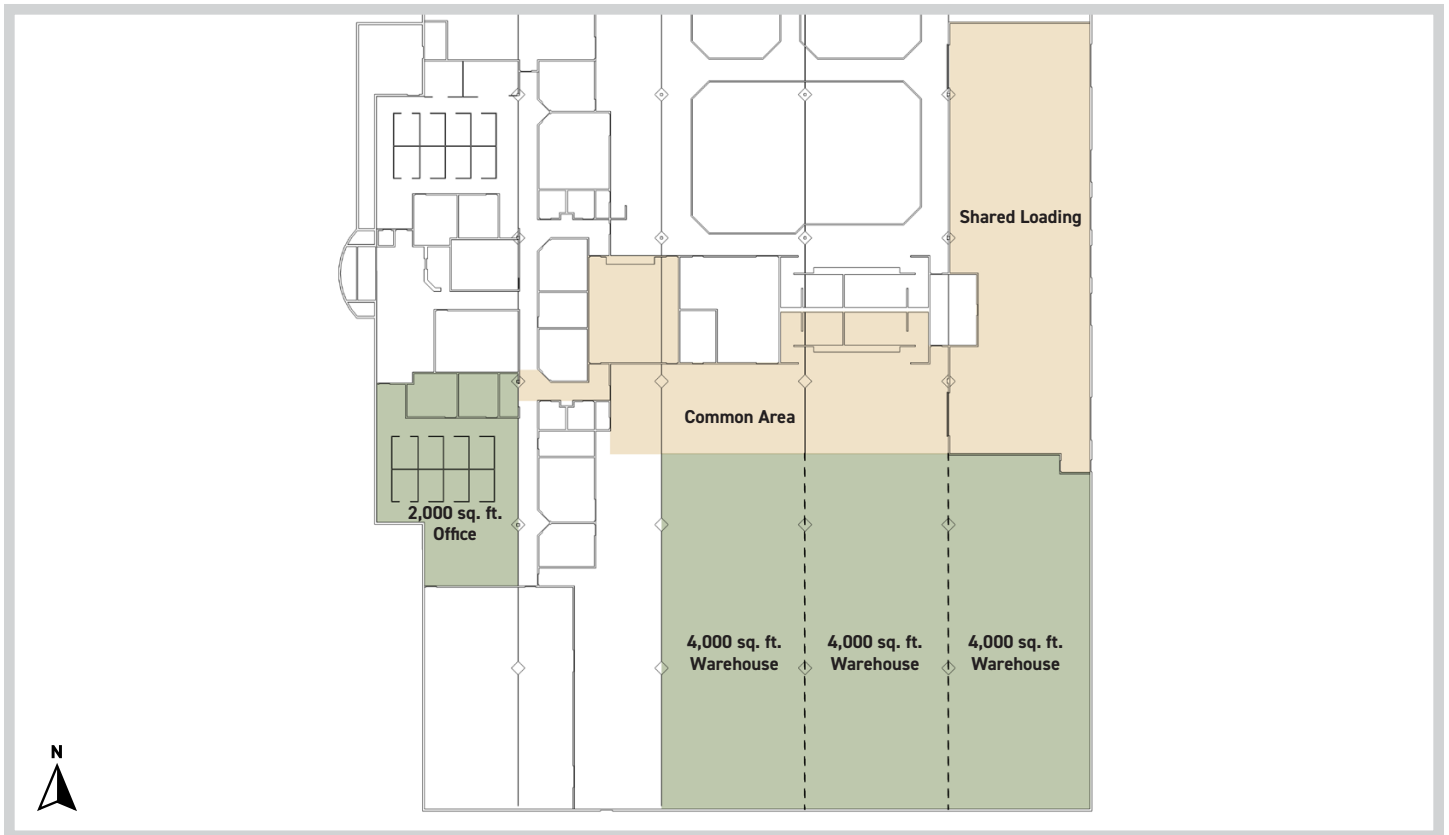 Shared Loading
Common Area
2,000 sq. ft.
Office
4,000 sq. ft.
Warehouse
4,000 sq. ft.
Warehouse
4,000 sq. ft.
Warehouse
N